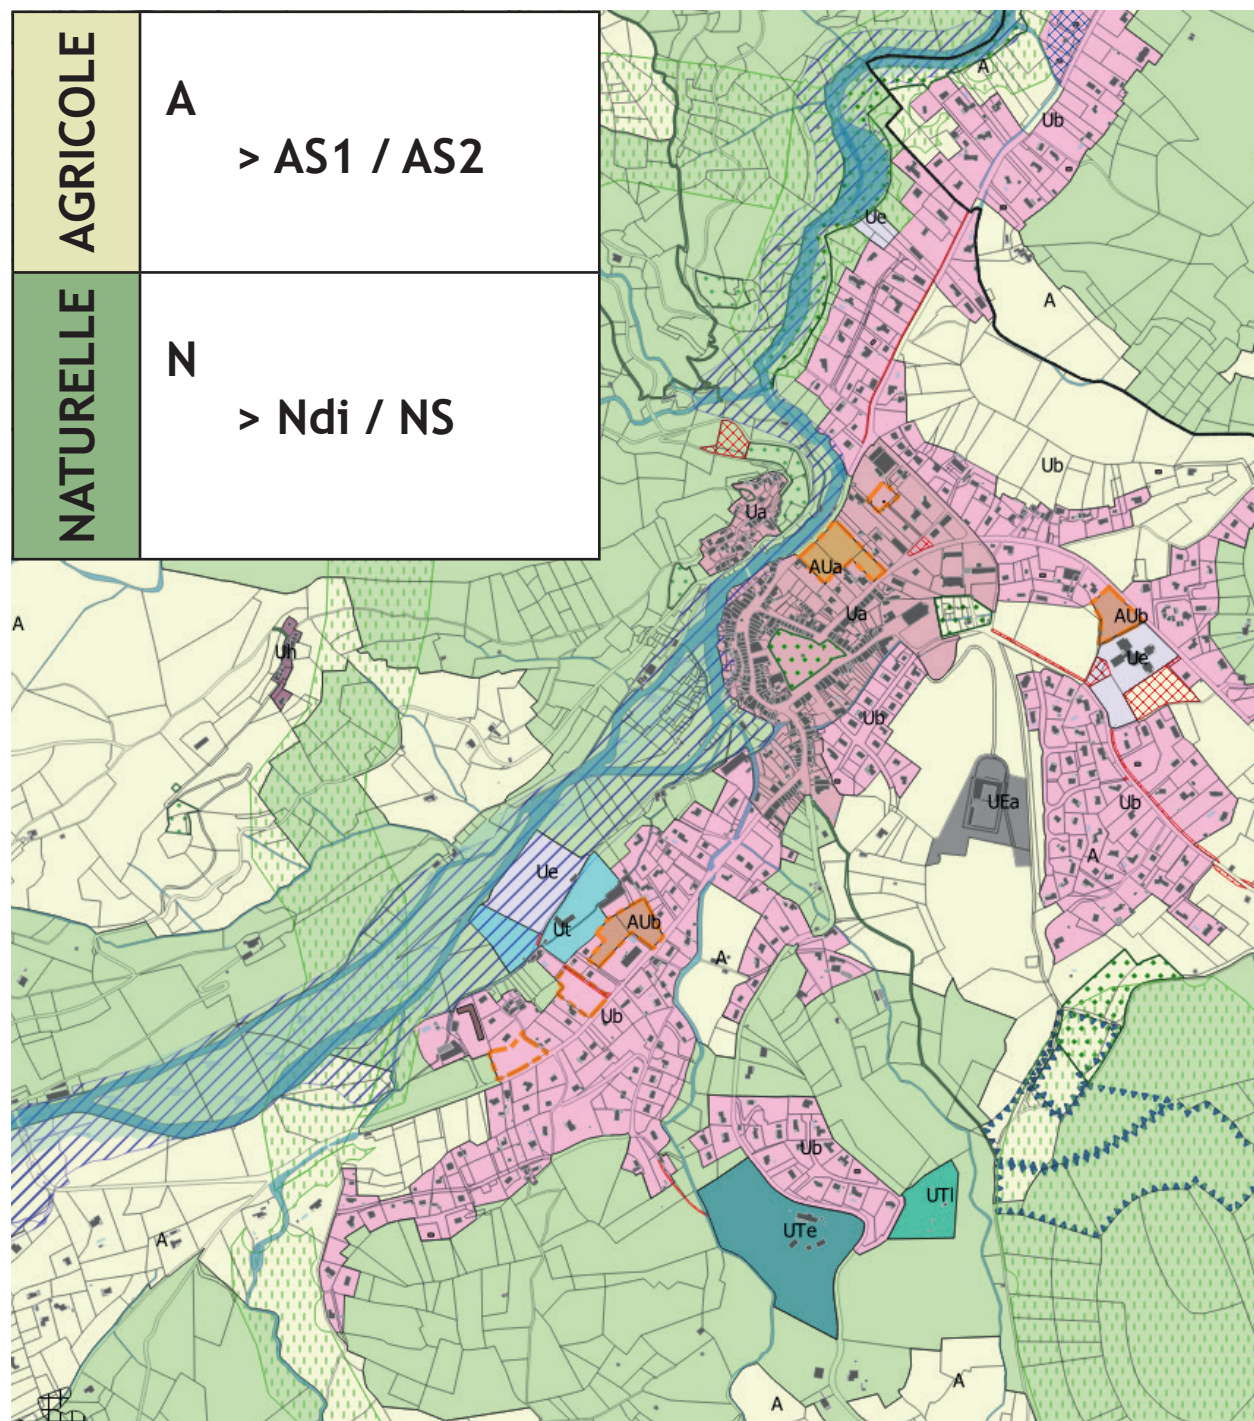 AGRICOLE
A
> AS1 / AS2
NATURELLE
N
> Ndi / NS
A
Ub
Ue
A
Ub
Ua
AUa
Ua
AUb
Ue
A
Uh
Ub
UEa
Ub
A
Ue
Ut
AUb
A
Ub
Ub
UTl
UTe
A
A
A